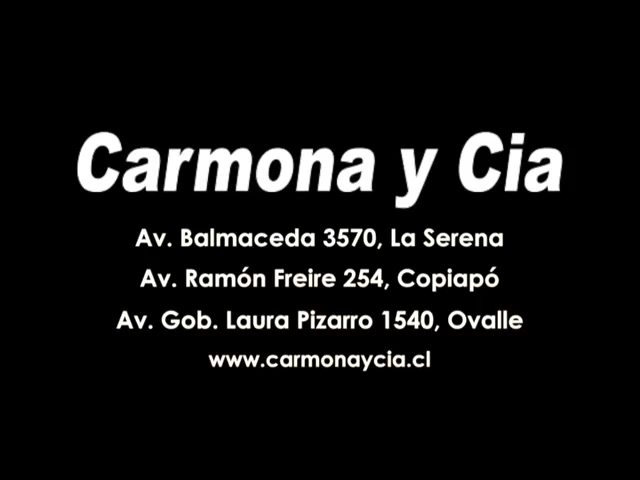 Carmona y Cia
Av. Balmaceda 3570, La Serena
Av. Ramón Freire 254, Copiapó
Av. Gob. Laura Pizarro 1540, Ovalle
www.carmonaycia.cl